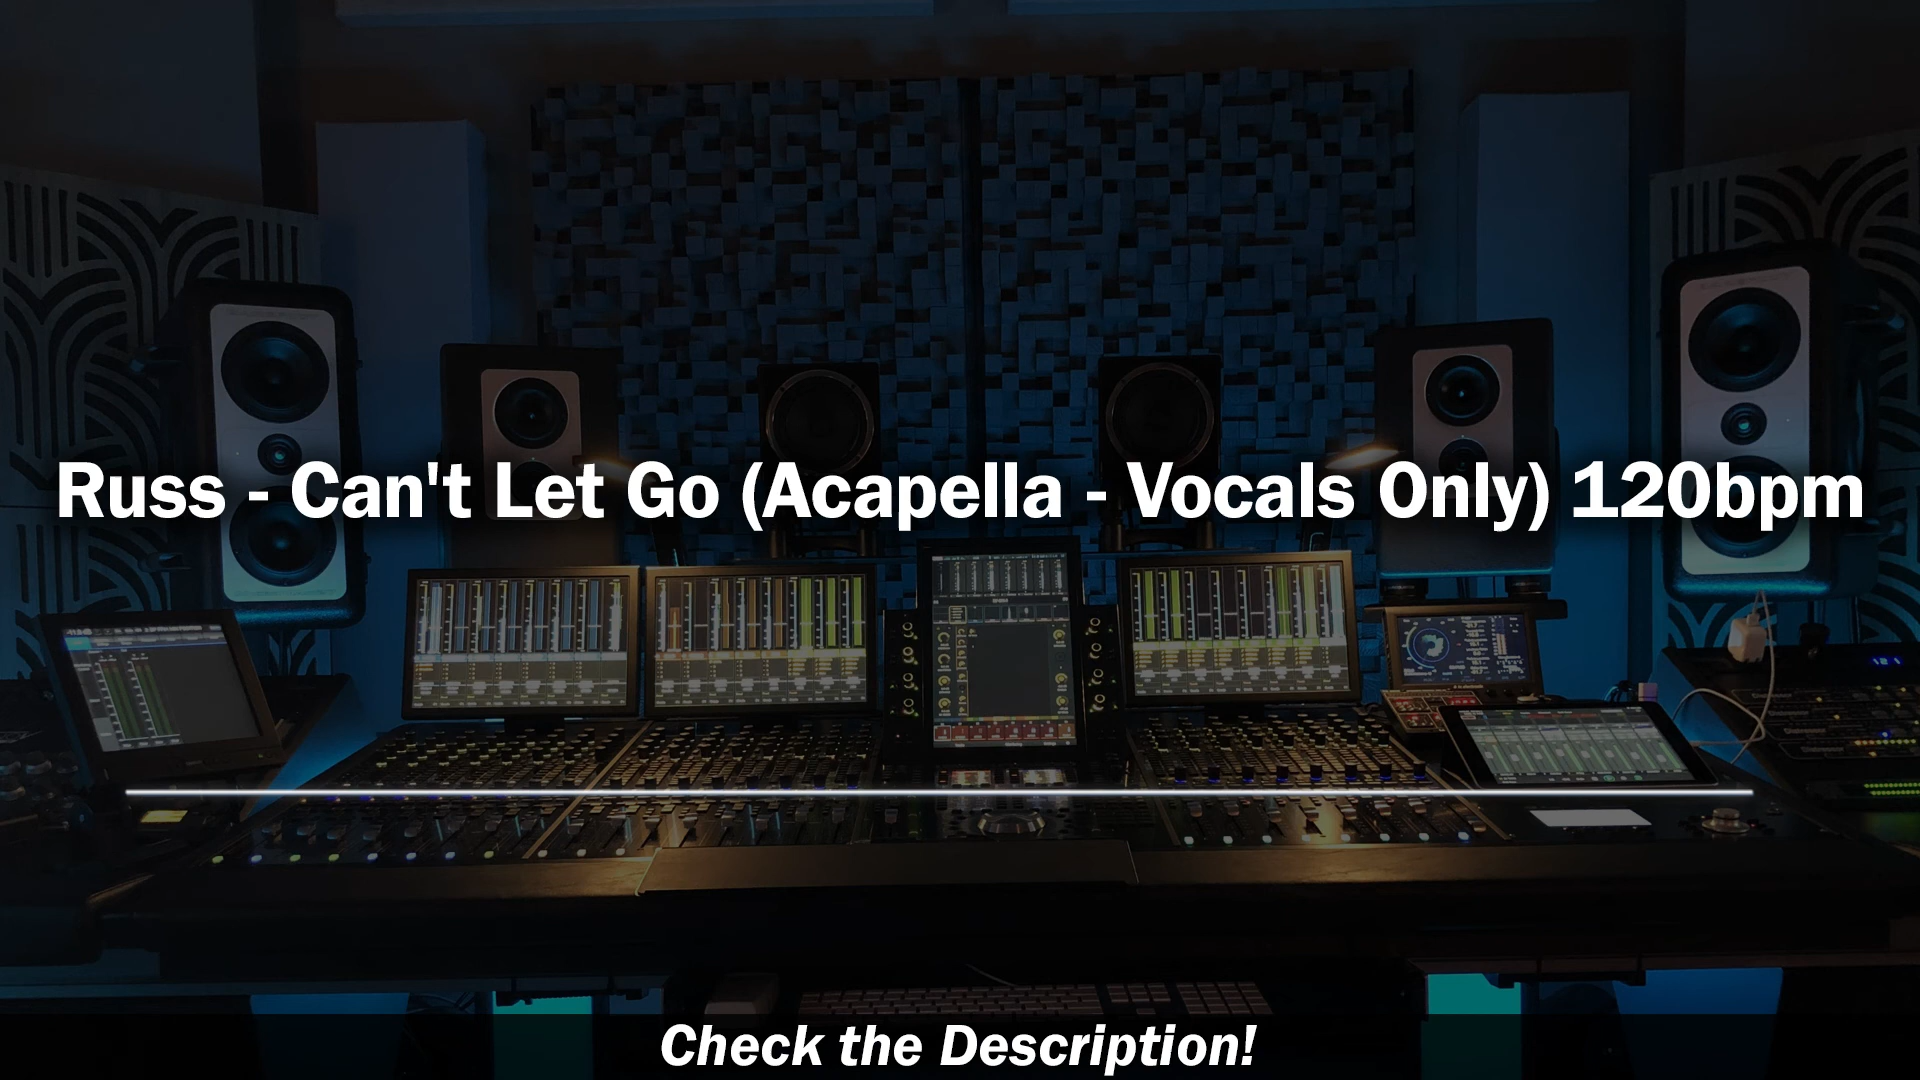 Russ - Can't Let Go (Acapella - Vocals Only) 120bpm
Check the Description!